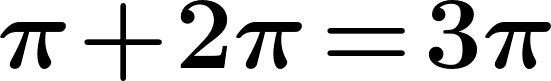 π + 2π = 3π